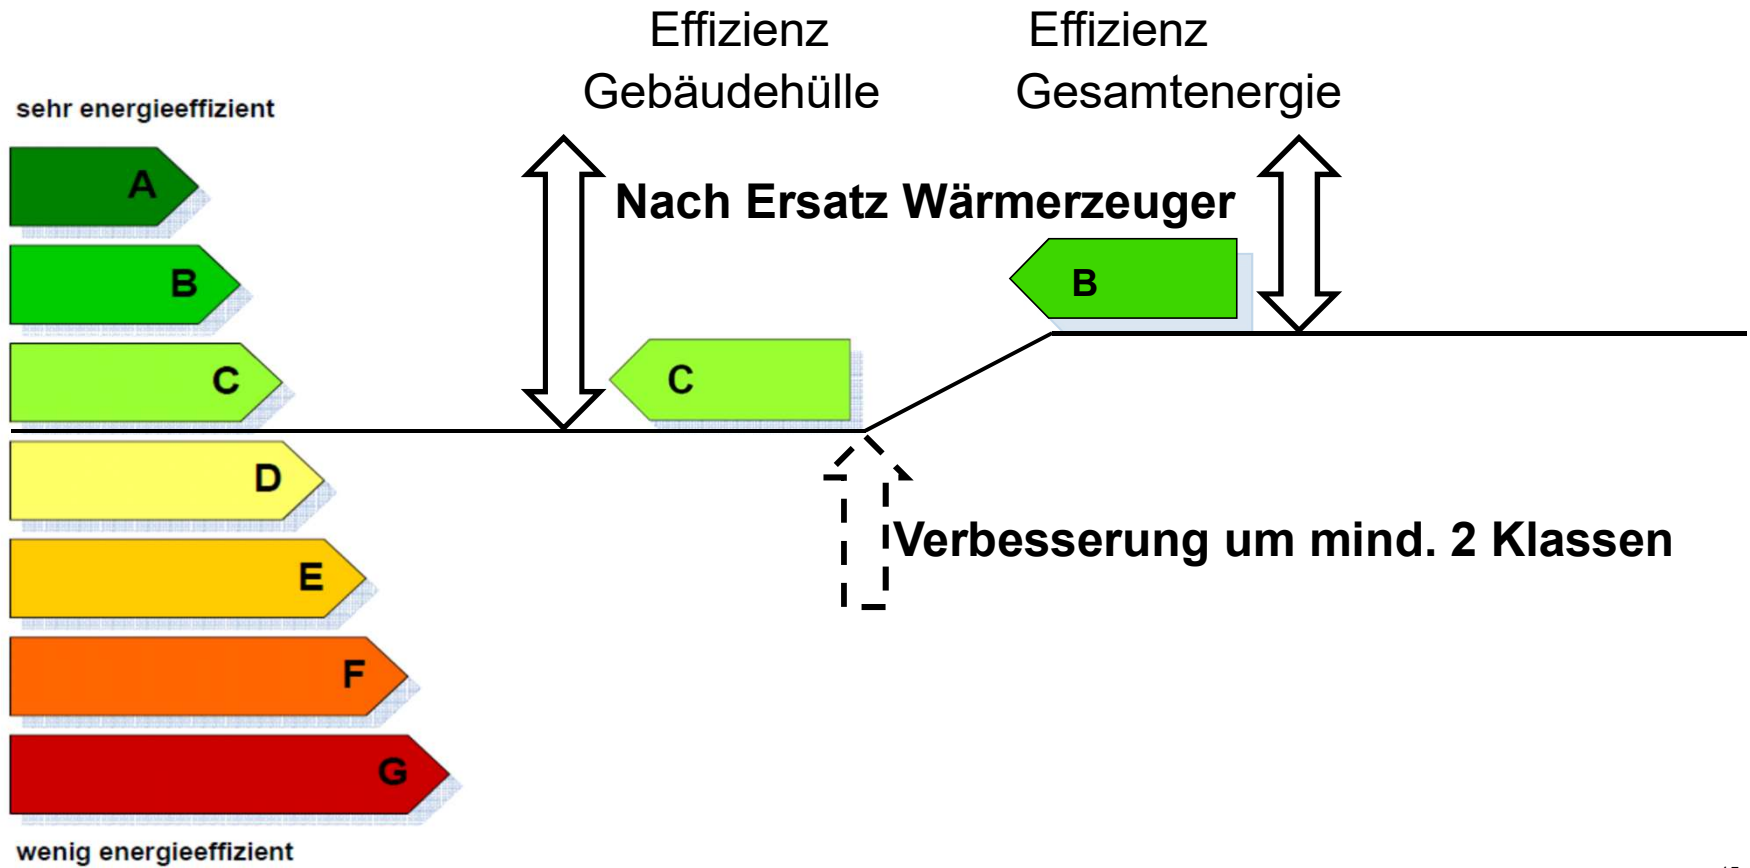 Effizienz
Gebäudehülle
Effizienz
Gesamtenergie
sehr energieeffizient
A
Nach Ersatz Wärmerzeuger
B
B
C
C
D
Verbesserung um mind. 2 Klassen
E
F
G
wenig energieeffizient